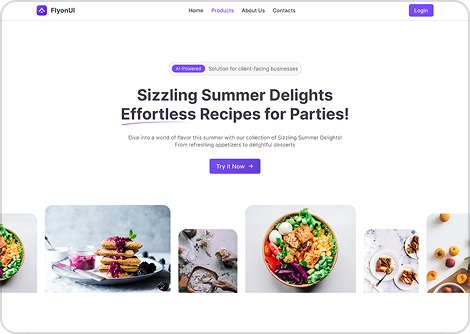 FlyonUI
Home Products About Us Contacts
Login
AI-Powered Solution for client-facing businesses
Sizzling Summer Delights
Effortless Recipes for Parties!
Dive into a world of flavor this summer with our collection of Sizzling Summer Delights!
From refreshing appetizers to delightful desserts
Try it Now →